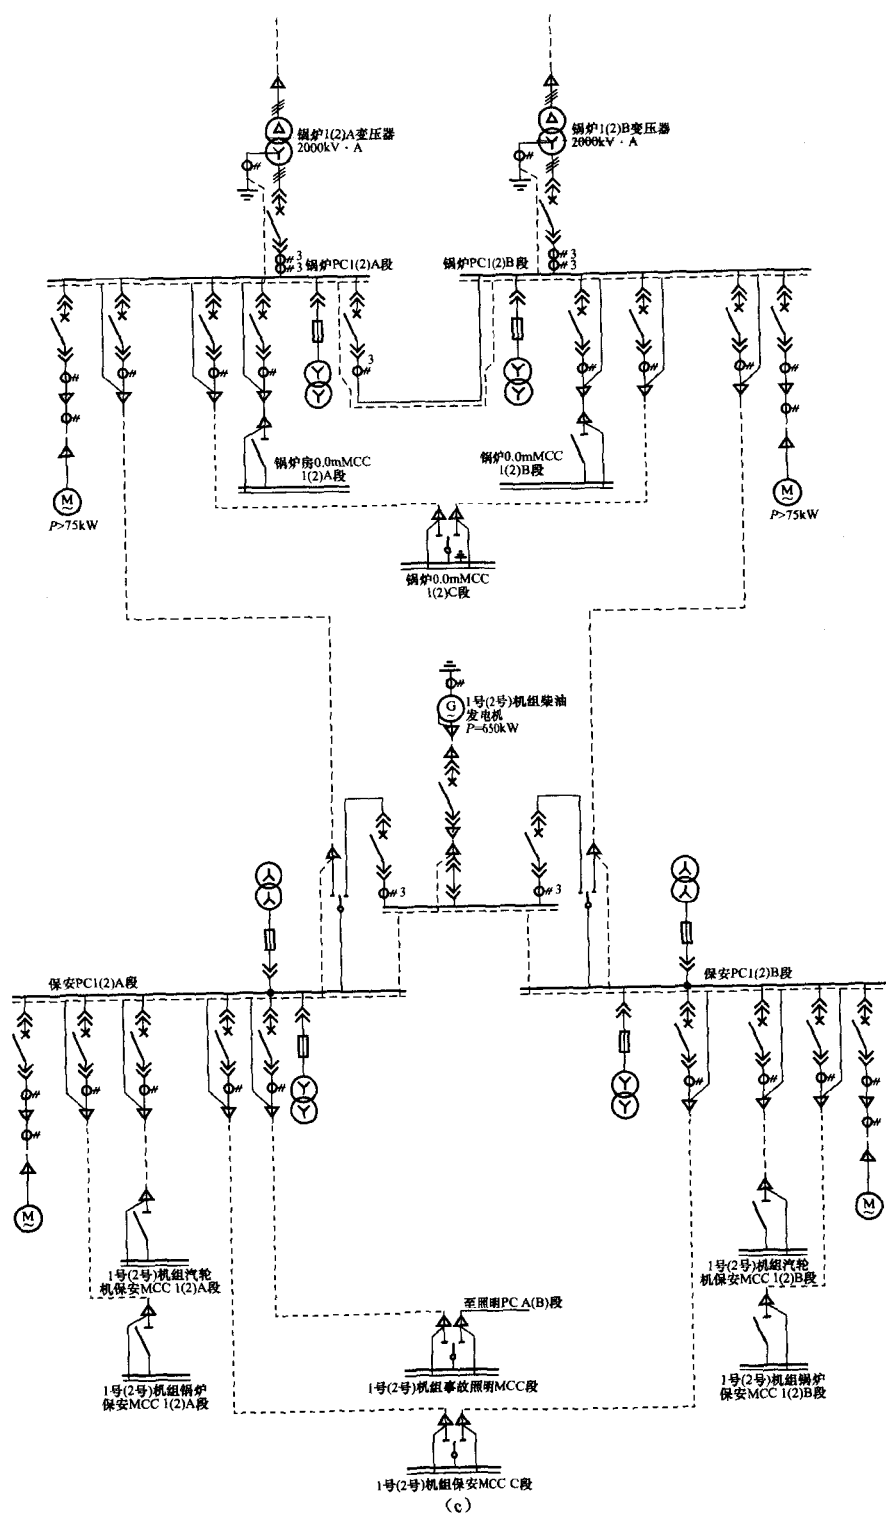 锅炉1(2)A变压器
2000kV·A
锅炉1(2)B变压器
2000kV·A
3
3
锅炉PC1(2)A段
3
3
锅炉PC1(2)B段
3
锅炉房0.0mMCC
1(2)A段
锅炉0.0mMCC
1(2)B段
M
P>75kW
M
P>75kW
锅炉0.0mMCC
1(2)C段
G
1号(2号)机组柴油
发电机
P=650kW
3
3
保安PC1(2)A段
保安PC1(2)B段
M
M
1号(2号)机组汽轮
机保安MCC 1(2)A段
1号(2号)机组汽轮
机保安MCC 1(2)B段
至照明PC A(B)段
1号(2号)机组锅炉
保安MCC 1(2)A段
1号(2号)机组事故照明MCC段
1号(2号)机组锅炉
保安MCC 1(2)B段
1号(2号)机组保安MCC C段
(c)